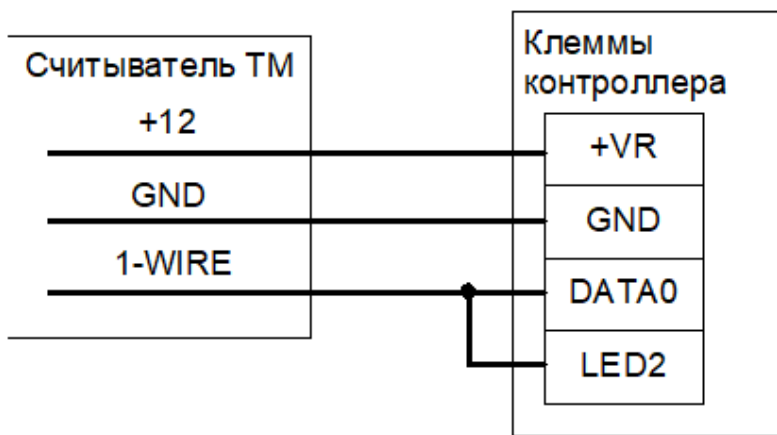 Считыватель ТМ
+12
GND
1-WIRE
Клеммы
контроллера
+VR
GND
DATA0
LED2